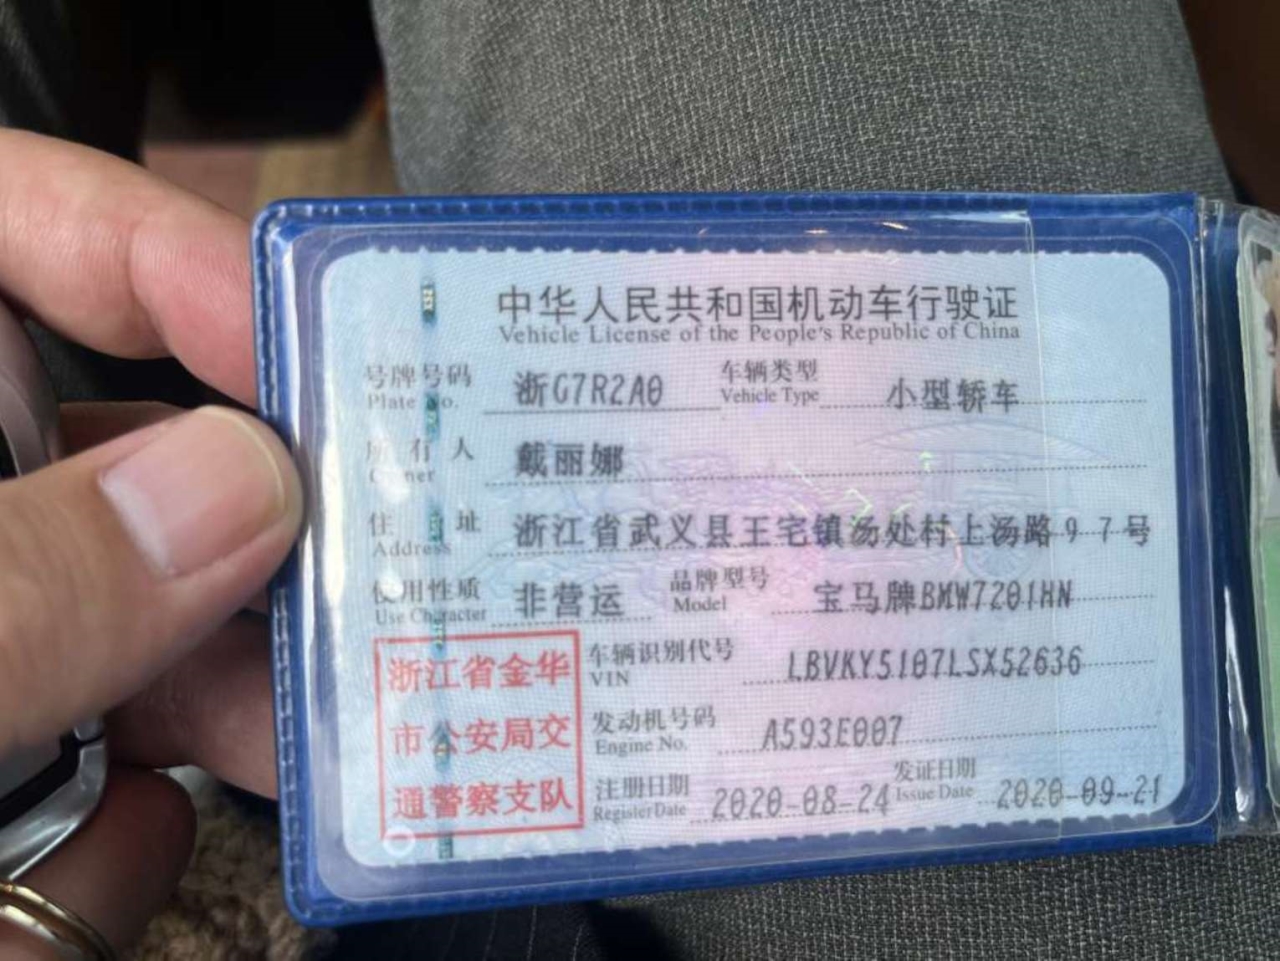 中华人民共和国机动车行驶证
Vehicle License of the People's Republic of China
号牌号码 浙G7R2A0 车辆类型 小型轿车
Plate No. Vehicle Type
所有人 戴丽娜
Owner
住址 浙江省武义县王宅镇汤处村上汤路97号
Address
使用性质 非营运 品牌型号 宝马牌BMW7201HN
Use Character Model
浙江省金华
市公安局交
通警察支队
车辆识别代号 LBVKY5107LSX52636
VIN
发动机号码 A593E007
Engine No.
注册日期 2020-08-24 发证日期 2020-09-21
Register Date Issue Date